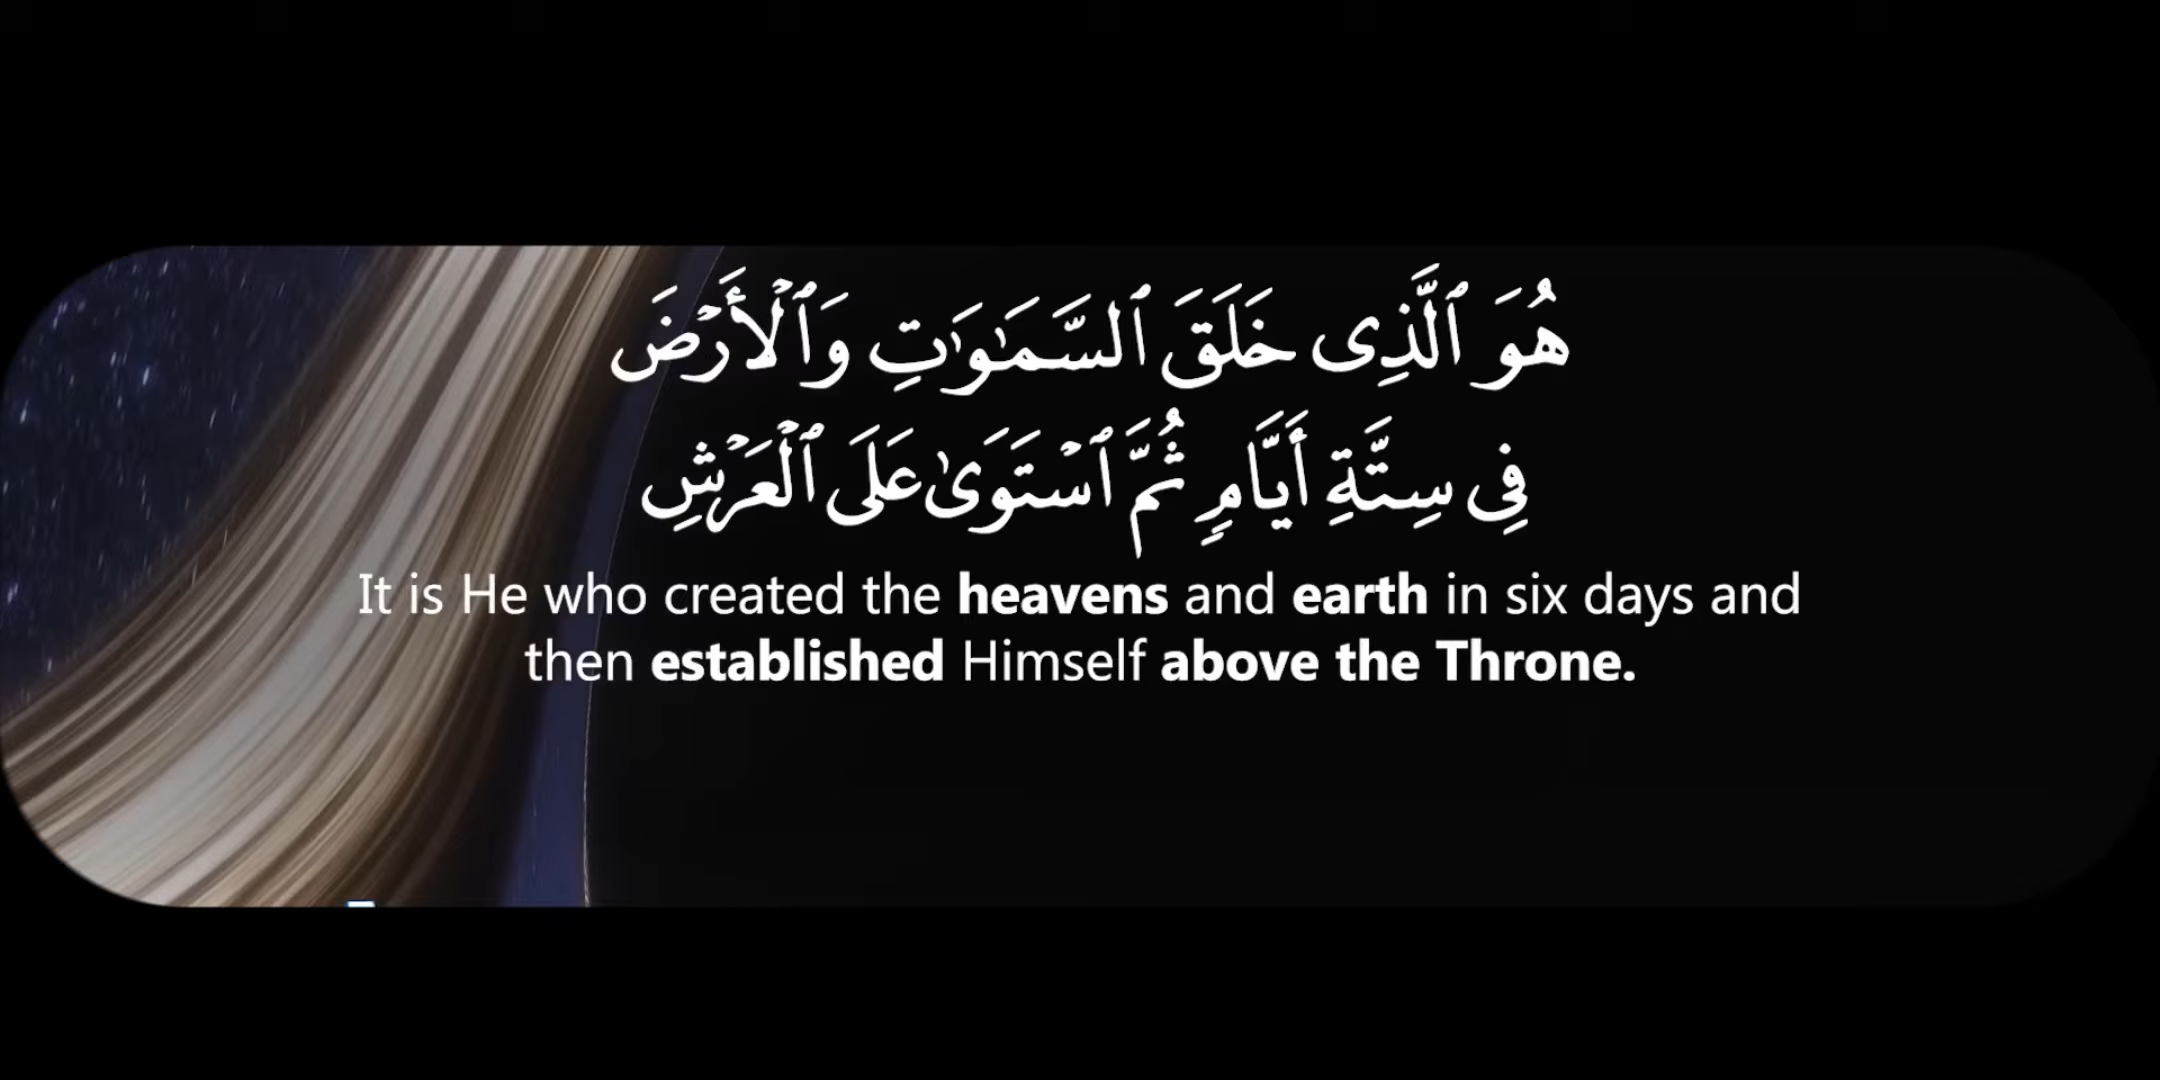 هُوَ ٱلَّذِى خَلَقَ ٱلسَّمَـٰوَٰتِ وَٱلْأَرْضَ
فِى سِتَّةِ أَيَّامٍ ثُمَّ ٱسْتَوَىٰ عَلَى ٱلْعَرْشِ
It is He who created the heavens and earth in six days and
then established Himself above the Throne.